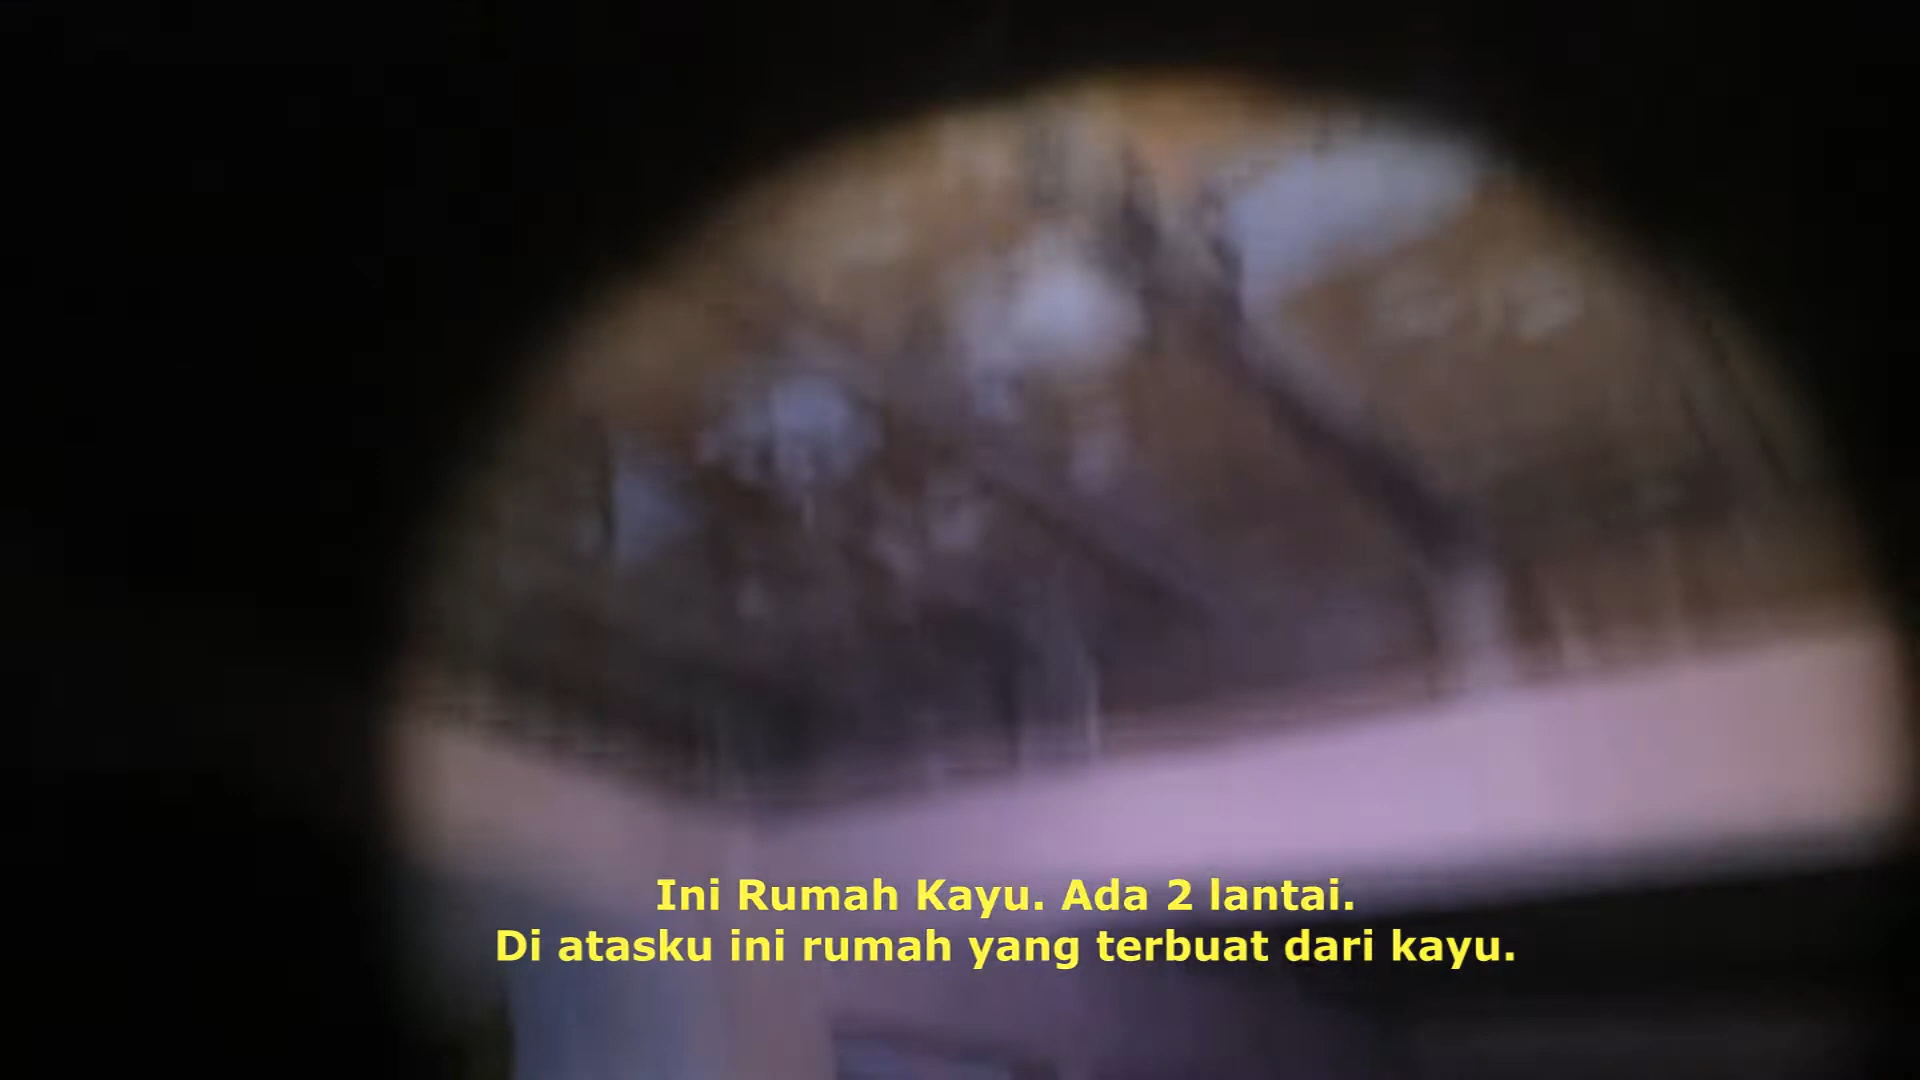 Ini Rumah Kayu. Ada 2 lantai.
Di atasku ini rumah yang terbuat dari kayu.